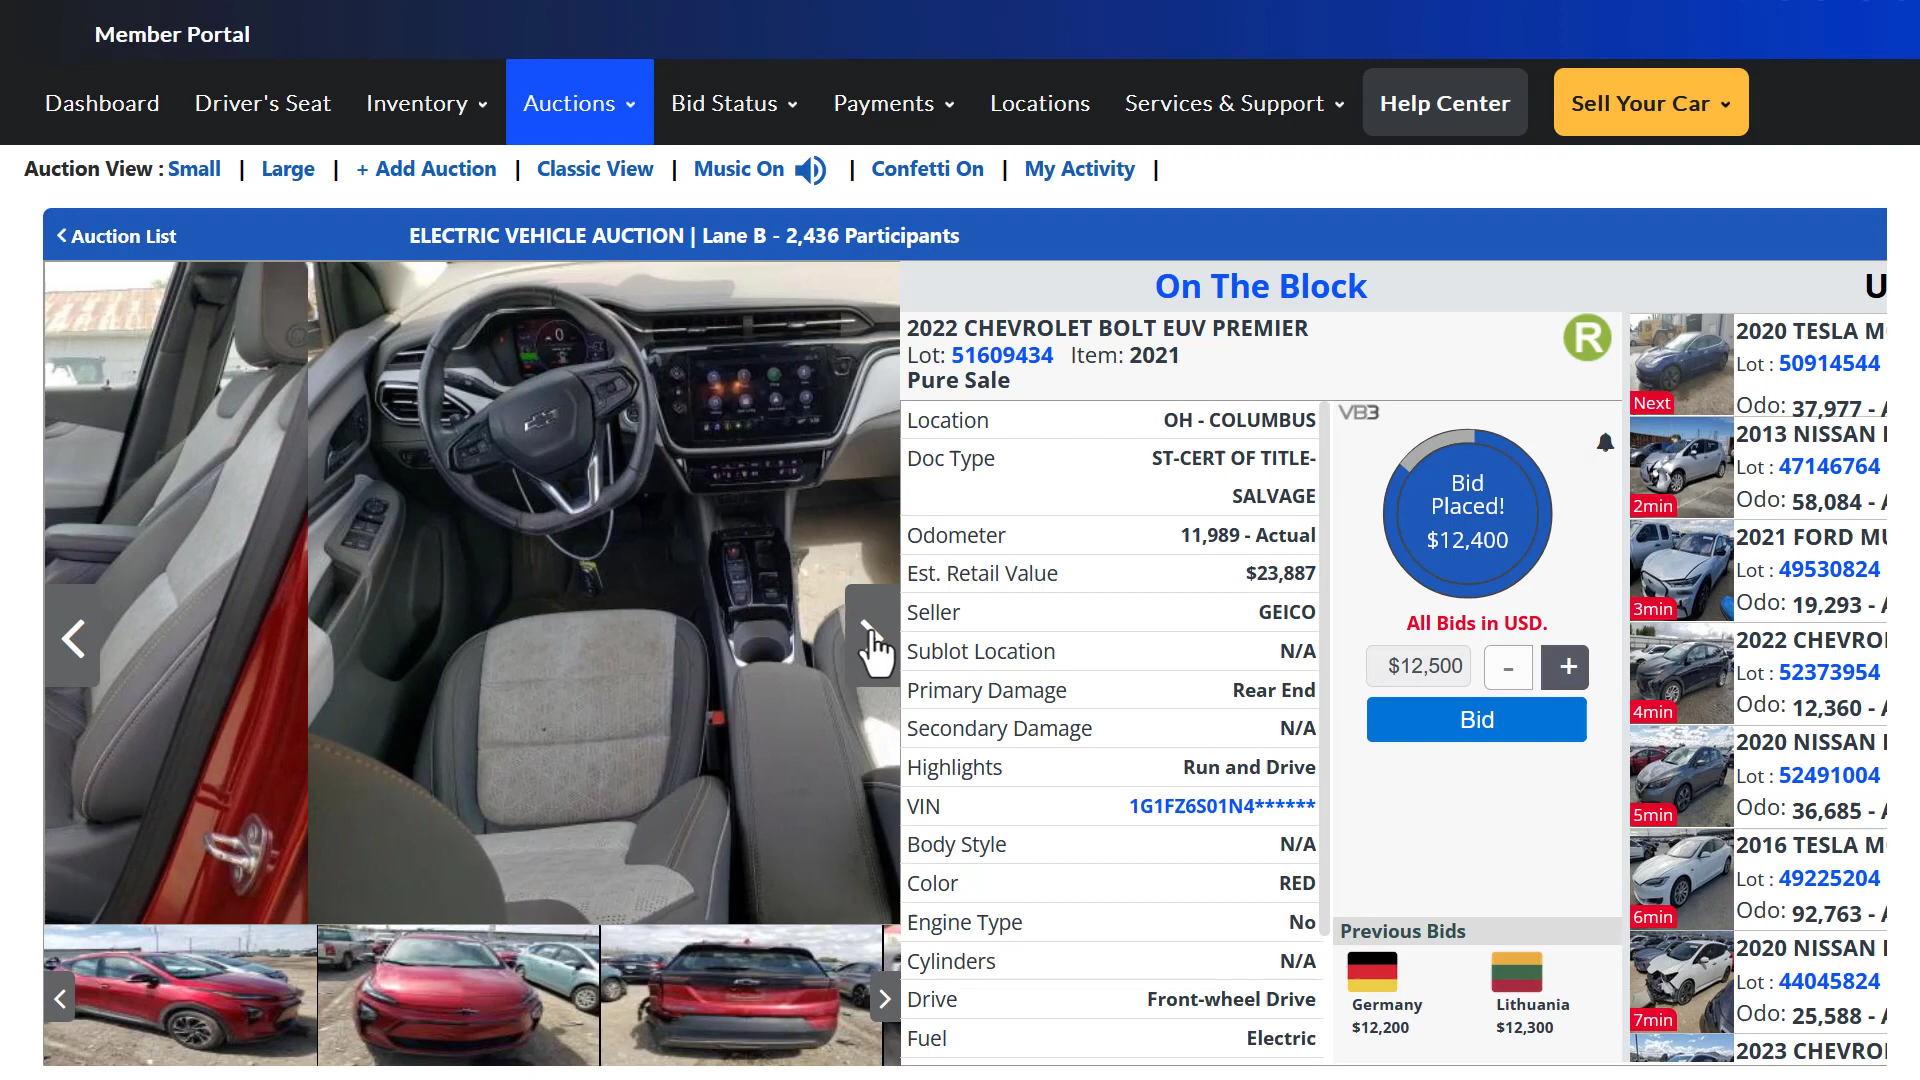 Member Portal
Dashboard Driver's Seat Inventory Auctions Bid Status Payments Locations Services & Support Help Center Sell Your Car
Auction View : Small | Large | + Add Auction | Classic View | Music On | Confetti On | My Activity |
Auction List ELECTRIC VEHICLE AUCTION | Lane B - 2,436 Participants
On The Block
2022 CHEVROLET BOLT EUV PREMIER
Lot: 51609434 Item: 2021
Pure Sale
R
Location OH - COLUMBUS
Doc Type ST-CERT OF TITLE-
SALVAGE
Odometer 11,989 - Actual
Est. Retail Value $23,887
Seller GEICO
Sublot Location N/A
Primary Damage Rear End
Secondary Damage N/A
Highlights Run and Drive
VIN 1G1FZ6S01N4******
Body Style N/A
Color RED
Engine Type No
Cylinders N/A
Drive Front-wheel Drive
Fuel Electric
VB3
Bid
Placed!
$12,400
All Bids in USD.
$12,500 - +
Bid
Previous Bids
Germany
$12,200
Lithuania
$12,300
U
2020 TESLA M
Lot : 50914544
Odo: 37,977 - A
Next
2013 NISSAN
Lot : 47146764
Odo: 58,084 - A
2min
2021 FORD MU
Lot : 49530824
Odo: 19,293 - A
3min
2022 CHEVROL
Lot : 52373954
Odo: 12,360 - A
4min
2020 NISSAN
Lot : 52491004
Odo: 36,685 - A
5min
2016 TESLA M
Lot : 49225204
Odo: 92,763 - A
6min
2020 NISSAN
Lot : 44045824
Odo: 25,588 - A
7min
2023 CHEVROL